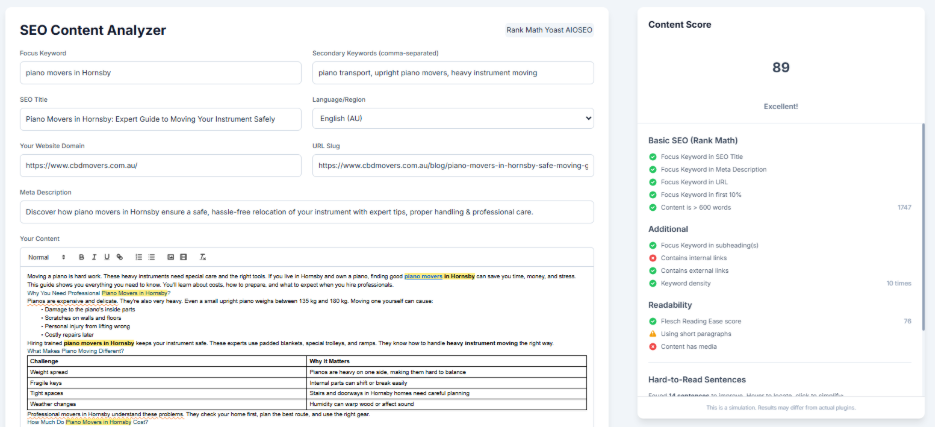 SEO Content Analyzer
Rank Math Yoast AIOSEO
Focus Keyword
piano movers in Hornsby
Secondary Keywords (comma-separated)
piano transport, upright piano movers, heavy instrument moving
SEO Title
Piano Movers in Hornsby: Expert Guide to Moving Your Instrument Safely
Language/Region
English (AU)
Your Website Domain
https://www.cbdmovers.com.au/
URL Slug
https://www.cbdmovers.com.au/blog/piano-movers-in-hornsby-safe-moving-g
Meta Description
Discover how piano movers in Hornsby ensure a safe, hassle-free relocation of your instrument with expert tips, proper handling & professional care.
Your Content
Normal
Moving a piano is hard work. These heavy instruments need special care and the right tools. If you live in Hornsby and own a piano, finding good piano movers in Hornsby can save you time, money, and stress.
This guide shows you everything you need to know. You'll learn about costs, how to prepare, and what to expect when you hire professionals.
Why You Need Professional Piano Movers in Hornsby?
Pianos are expensive and delicate. They're also very heavy. Even a small upright piano weighs between 136 kg and 180 kg. Moving one yourself can cause:
• Damage to the piano's inside parts
• Scratches on walls and floors
• Personal injury from lifting wrong
• Costly repairs later
Hiring trained piano movers in Hornsby keeps your instrument safe. These experts use padded blankets, special trolleys, and ramps. They know how to handle heavy instrument moving the right way.
What Makes Piano Moving Different?
Challenge Why It Matters
Weight spread Pianos are heavy on one side, making them hard to balance
Fragile keys Internal parts can shift or break easily
Tight spaces Stairs and doorways in Hornsby homes need careful planning
Weather changes Humidity can warp wood or affect sound
Professional movers in Hornsby understand these problems. They check your home first, plan the best route, and use the right gear.
How Much Do Piano Movers in Hornsby Cost?
Content Score
89
Excellent!
Basic SEO (Rank Math)
Focus Keyword in SEO Title
Focus Keyword in Meta Description
Focus Keyword in URL
Focus Keyword in first 10%
Content is > 600 words 1747
Additional
Focus Keyword in subheading(s)
Contains internal links
Contains external links
Keyword density 10 times
Readability
Flesch Reading Ease score 76
Using short paragraphs
Content has media
Hard-to-Read Sentences
Found 14 sentences to improve. Hover to locate, click to simplify.
This is a simulation. Results may differ from actual plugins.